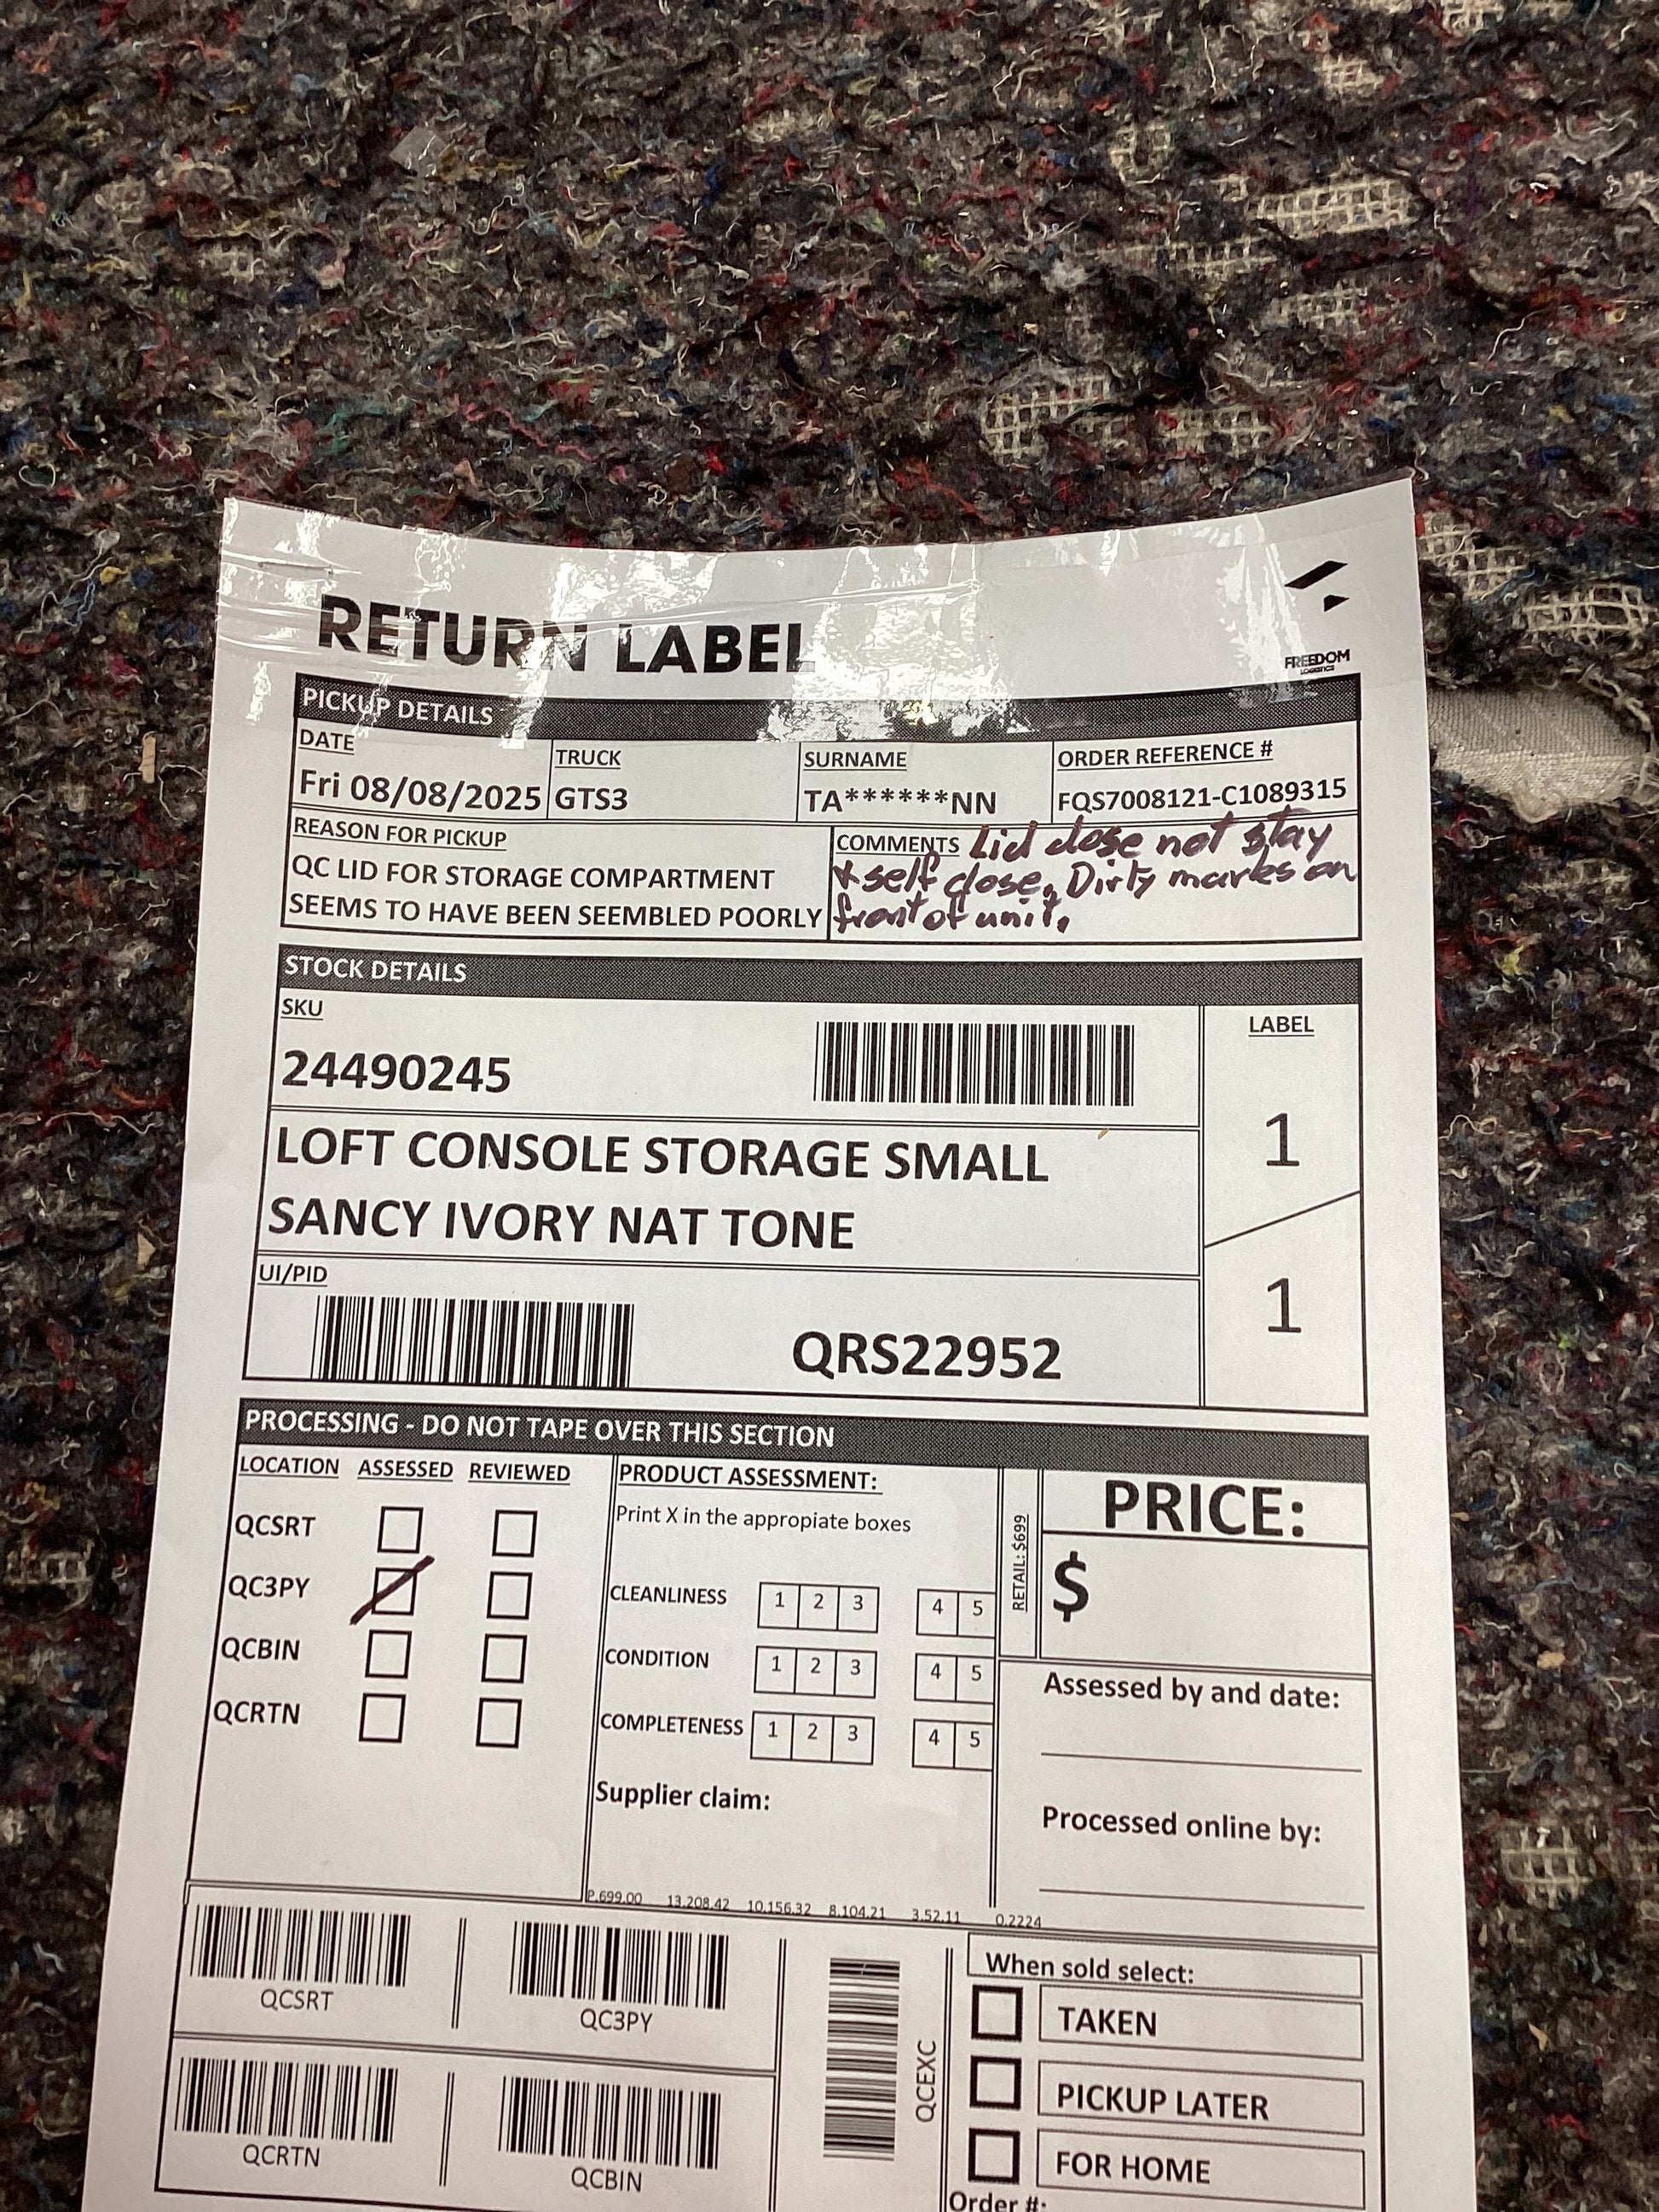 RETURN LABEL
FREEDOM
LOGISTICS
PICKUP DETAILS
DATE TRUCK SURNAME ORDER REFERENCE #
Fri 08/08/2025 GTS3 TA******NN FQS7008121-C1089315
REASON FOR PICKUP
QC LID FOR STORAGE COMPARTMENT
SEEMS TO HAVE BEEN SEEMBLED POORLY
COMMENTS Lid dose not stay
& self close. Dirty marks on
front of unit.
STOCK DETAILS
SKU
24490245
LABEL
1
1
LOFT CONSOLE STORAGE SMALL
SANCY IVORY NAT TONE
UI/PID
QRS22952
PROCESSING - DO NOT TAPE OVER THIS SECTION
LOCATION ASSESSED REVIEWED
QCSRT
QC3PY
QCBIN
QCRTN
PRODUCT ASSESSMENT:
Print X in the appropiate boxes
CLEANLINESS 1 2 3 4 5
CONDITION 1 2 3 4 5
COMPLETENESS 1 2 3 4 5
Supplier claim:
RETAIL: $699
PRICE:
$
Assessed by and date:
Processed online by:
P.699.00 13.208.42 10.156.32 8.104.21 3.52.11 0.2224
QCSRT
QC3PY
QCRTN
QCBIN
QCEXC
When sold select:
TAKEN
PICKUP LATER
FOR HOME
Order #: